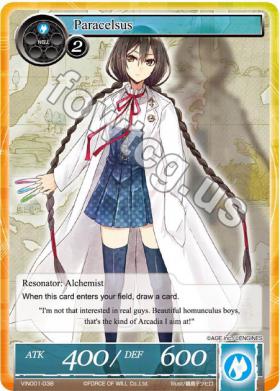 Paracelsus
WILL
2
fowtcg.us
Resonator: Alchemist
When this card enters your field, draw a card.
"I'm not that interested in real guys. Beautiful homunculus boys,
that's the kind of Arcadia I aim at!"
ATK 400/ DEF 600
VIN001-038
©FORCE OF WILL Co.,Ltd.